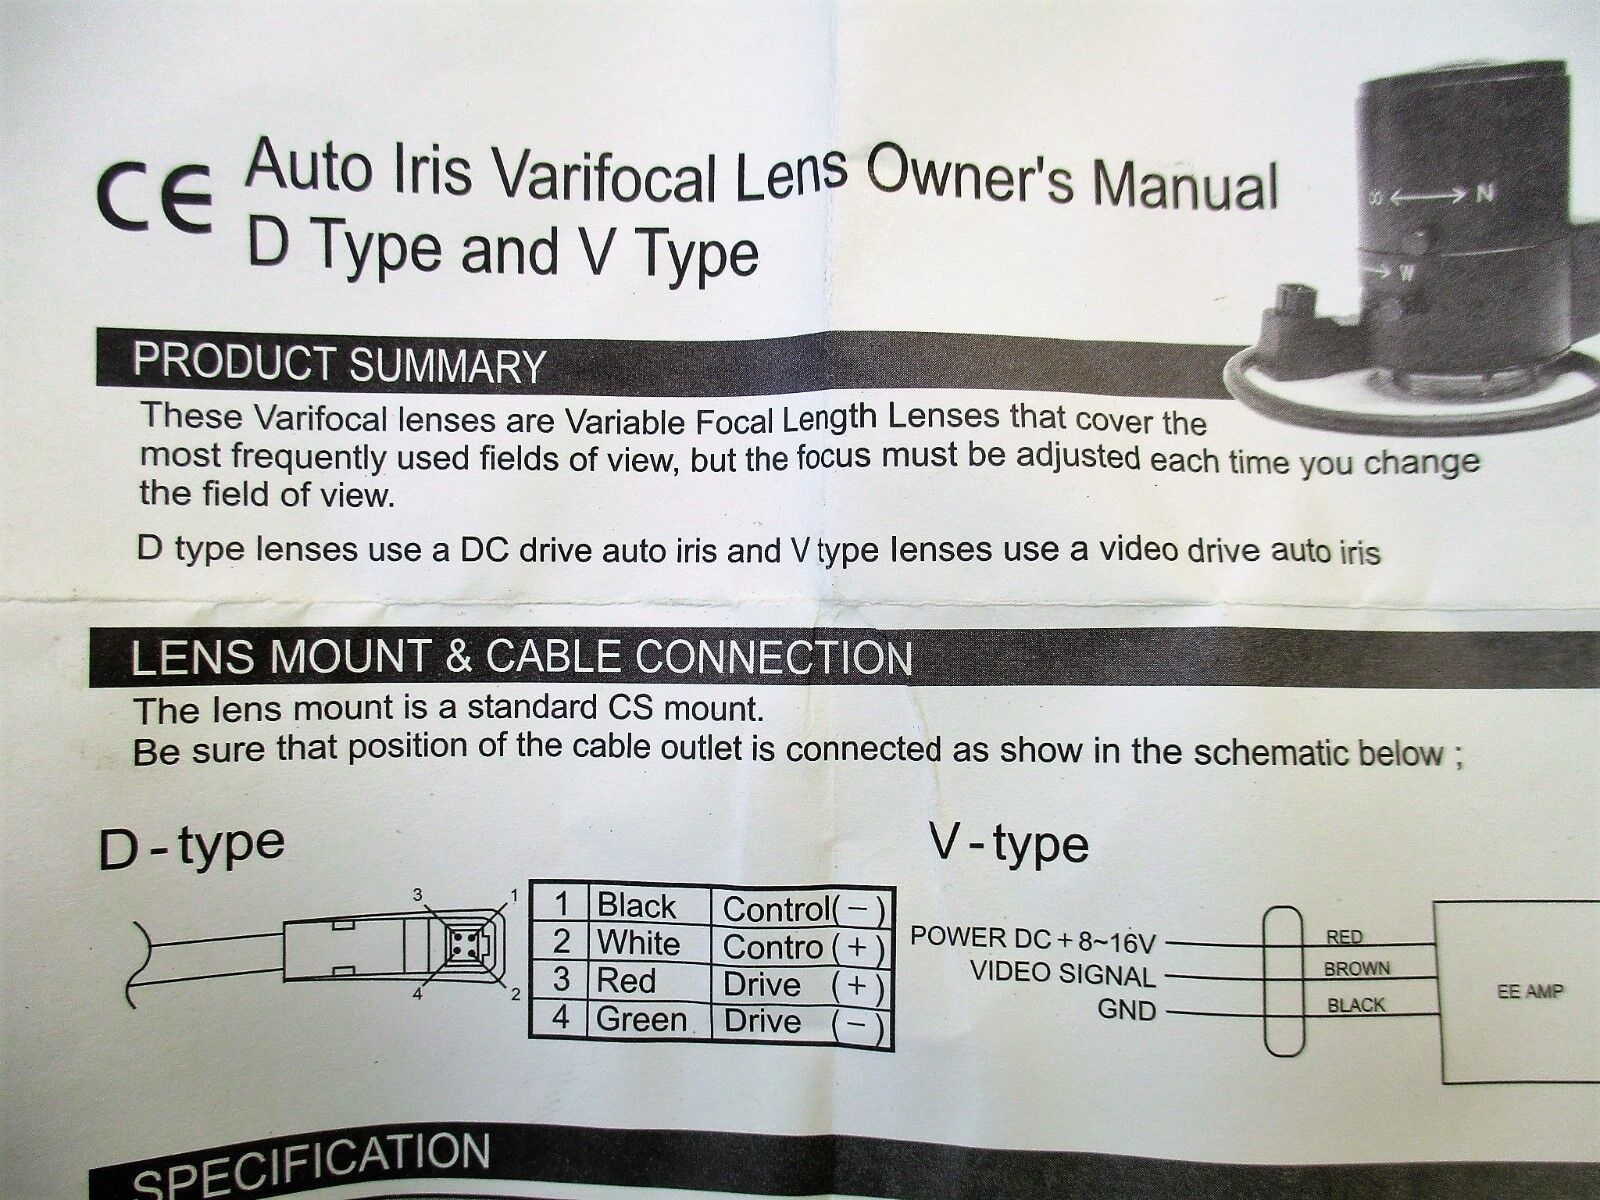 CE Auto Iris Varifocal Lens Owner's Manual
D Type and V Type
∞ ↔ N
→ W
PRODUCT SUMMARY
These Varifocal lenses are Variable Focal Length Lenses that cover the
most frequently used fields of view, but the focus must be adjusted each time you change
the field of view.
D type lenses use a DC drive auto iris and V type lenses use a video drive auto iris
LENS MOUNT & CABLE CONNECTION
The lens mount is a standard CS mount.
Be sure that position of the cable outlet is connected as show in the schematic below ;
D-type
3 1
4 2
1 Black Control(−)
2 White Contro (+)
3 Red Drive (+)
4 Green Drive (−)
V-type
POWER DC + 8~16V RED
VIDEO SIGNAL BROWN
GND BLACK
EE AMP
SPECIFICATION